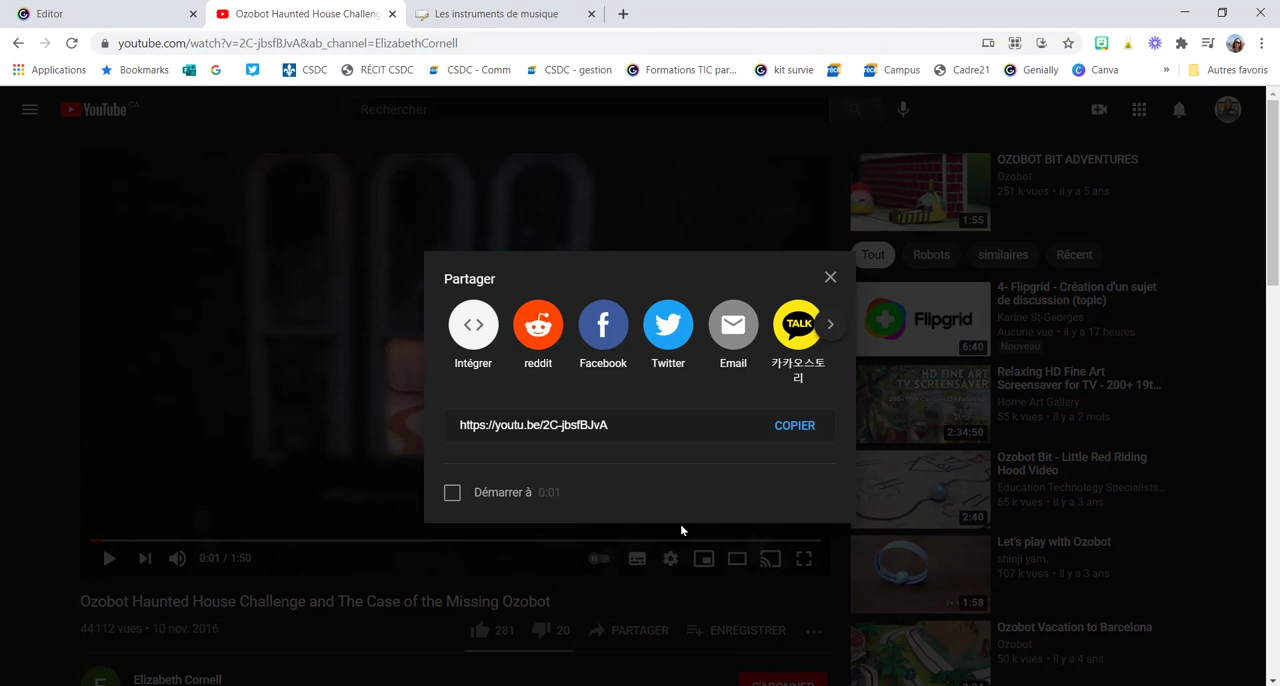 Editor
Ozobot Haunted House Challeng
Les instruments de musique
youtube.com/watch?v=2C-jbsfBJvA&ab_channel=ElizabethCornell
Applications
Bookmarks
CSDC
RÉCIT CSDC
CSDC - Comm
CSDC - gestion
Formations TIC par...
kit survie
Campus
Cadre21
Genially
Canva
»
Autres favoris
YouTube CA
Rechercher
OZOBOT BIT ADVENTURES
Ozobot
251 k vues • il y a 5 ans
1:55
Tout
Robots
similaires
Récent
Partager
Intégrer
reddit
Facebook
Twitter
Email
TALK
카카오스토
리
https://youtu.be/2C-jbsfBJvA
COPIER
Démarrer à 0:01
4- Flipgrid - Création d'un sujet
de discussion (topic)
Karine St-Georges
Aucune vue • il y a 17 heures
Nouveau
Flipgrid
6:40
Relaxing HD Fine Art
Screensaver for TV - 200+ 19t...
Home Art Gallery
55 k vues • il y a 2 mois
HD FINE ART
TV SCREENSAVER
2:34:50
Ozobot Bit - Little Red Riding
Hood Video
Education Technology Specialists...
65 k vues • il y a 3 ans
2:40
Let's play with Ozobot
shinji yam.
107 k vues • il y a 3 ans
1:58
Ozobot Vacation to Barcelona
Ozobot
50 k vues • il y a 4 ans
0:01 / 1:50
Ozobot Haunted House Challenge and The Case of the Missing Ozobot
44 112 vues • 10 nov. 2016
281
20
PARTAGER
ENREGISTRER
E
Elizabeth Cornell
S'ABONNER